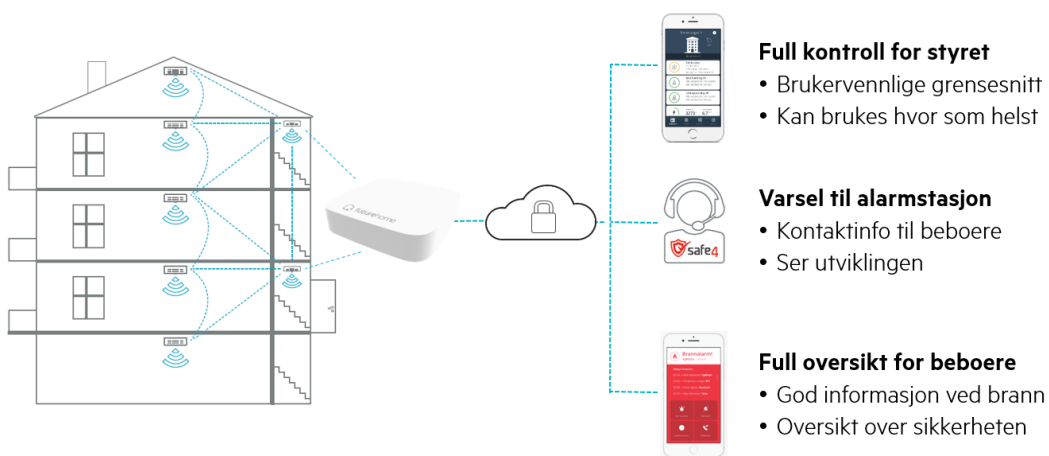 Full kontroll for styret
• Brukervennlige grensesnitt
• Kan brukes hvor som helst
futurehome
Varsel til alarmstasjon
• Kontaktinfo til beboere
• Ser utviklingen
safe4
Brannalarm!
Full oversikt for beboere
• God informasjon ved brann
• Oversikt over sikkerheten